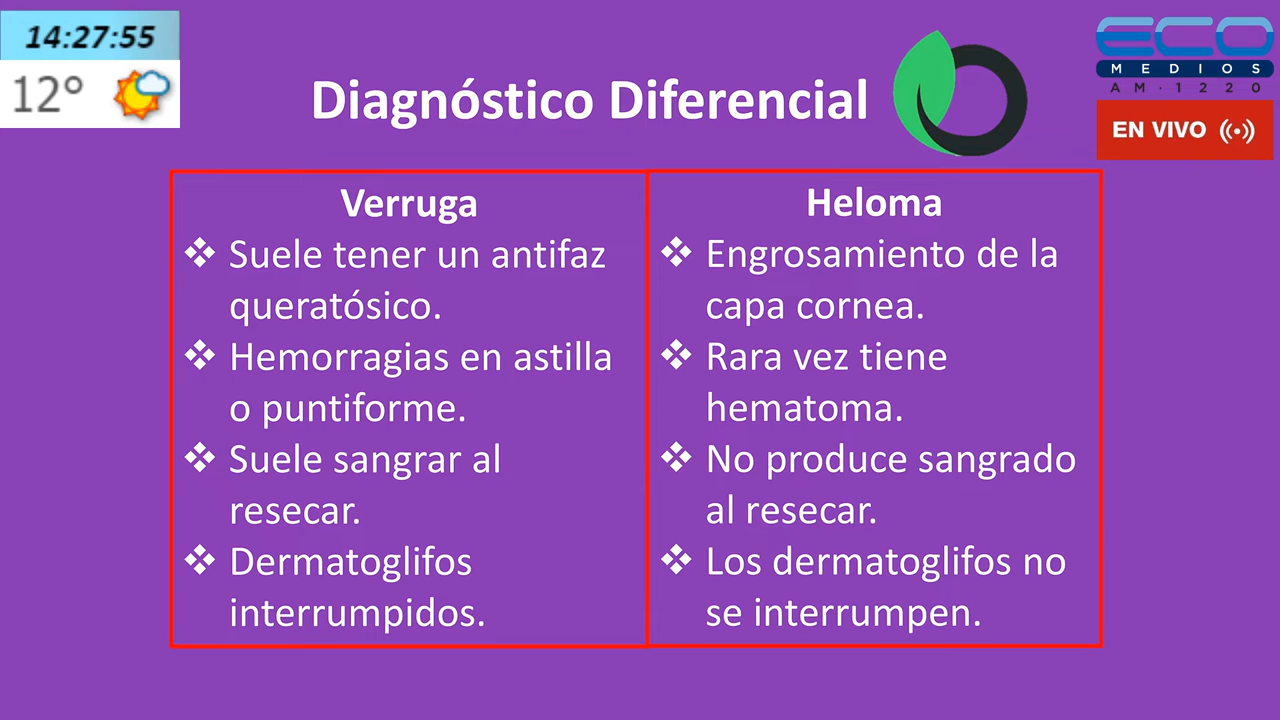 14:27:55
12°
Diagnóstico Diferencial
ECO
MEDIOS
AM·1220
EN VIVO
Verruga
❖ Suele tener un antifaz
queratósico.
❖ Hemorragias en astilla
o puntiforme.
❖ Suele sangrar al
resecar.
❖ Dermatoglifos
interrumpidos.
Heloma
❖ Engrosamiento de la
capa cornea.
❖ Rara vez tiene
hematoma.
❖ No produce sangrado
al resecar.
❖ Los dermatoglifos no
se interrumpen.